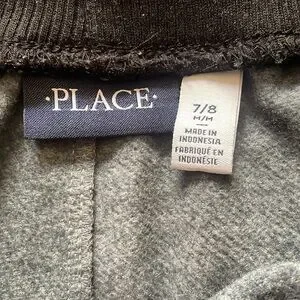 ·PLACE·
7/8
M/M
MADE IN
INDONESIA
FABRIQUÉ EN
INDONÉSIE